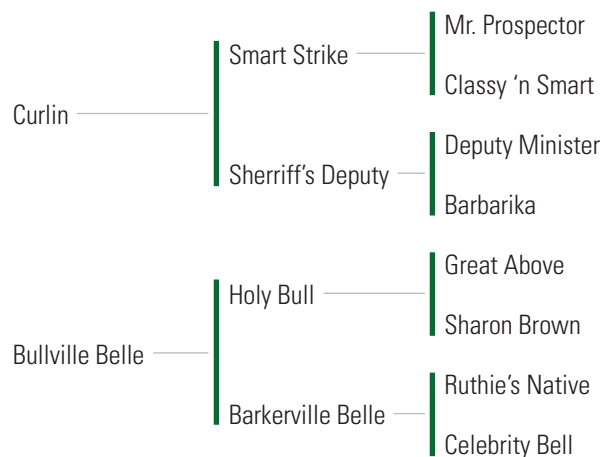 Mr. Prospector
Smart Strike
Classy ‘n Smart
Curlin
Deputy Minister
Sherriff’s Deputy
Barbarika
Great Above
Holy Bull
Sharon Brown
Bullville Belle
Ruthie’s Native
Barkerville Belle
Celebrity Bell